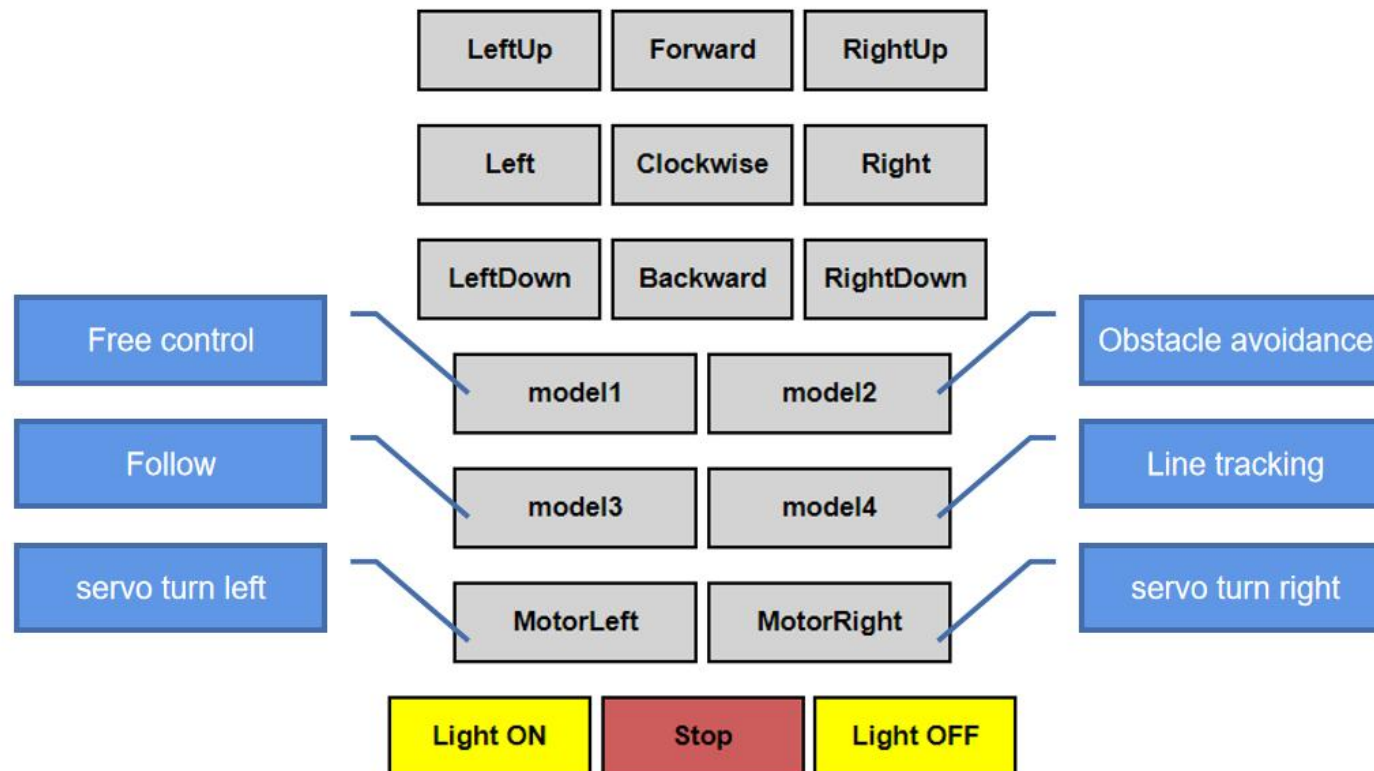 LeftUp Forward RightUp
Left Clockwise Right
LeftDown Backward RightDown
Free control
Obstacle avoidance
model1 model2
Follow
Line tracking
model3 model4
servo turn left
servo turn right
MotorLeft MotorRight
Light ON Stop Light OFF